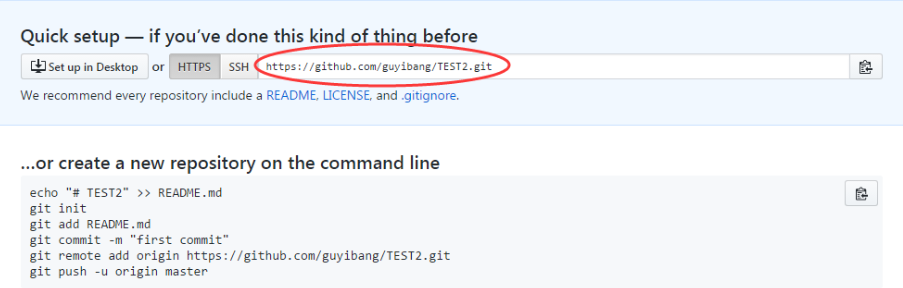 Quick setup — if you've done this kind of thing before
Set up in Desktop or HTTPS SSH https://github.com/guyibang/TEST2.git
We recommend every repository include a README, LICENSE, and .gitignore.
...or create a new repository on the command line
echo "# TEST2" >> README.md
git init
git add README.md
git commit -m "first commit"
git remote add origin https://github.com/guyibang/TEST2.git
git push -u origin master